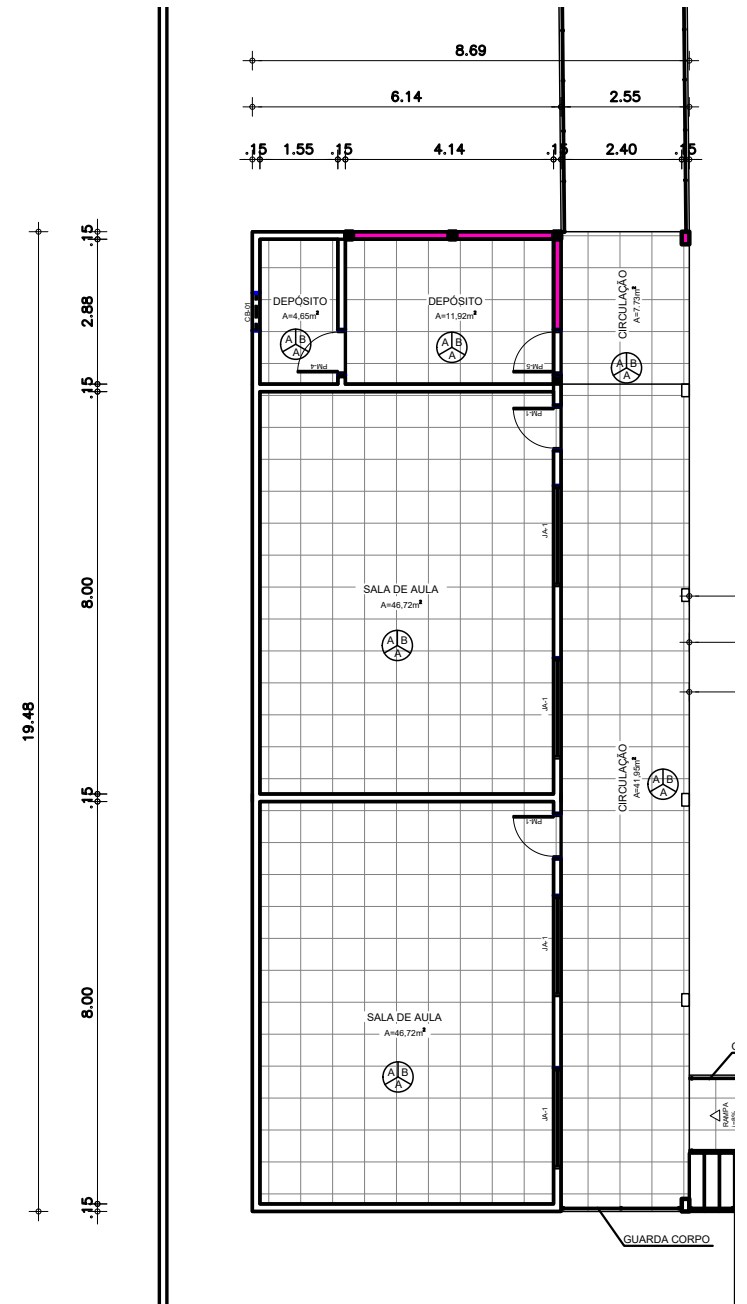 8.69
6.14
2.55
.15
1.55
.15
4.14
.15
2.40
.15
.15
2.88
.15
8.00
.15
8.00
.15
19.48
CB-01
DEPÓSITO
A=4,65m²
A B
A
PM-4
DEPÓSITO
A=11,92m²
A B
A
PM-5
CIRCULAÇÃO
A=7.73m²
A B
A
PM-1
JA-1
SALA DE AULA
A=46,72m²
A B
A
JA-1
CIRCULAÇÃO
A=41,95m²
A B
A
PM-1
JA-1
SALA DE AULA
A=46,72m²
A B
A
JA-1
RAMPA
GUARDA CORPO